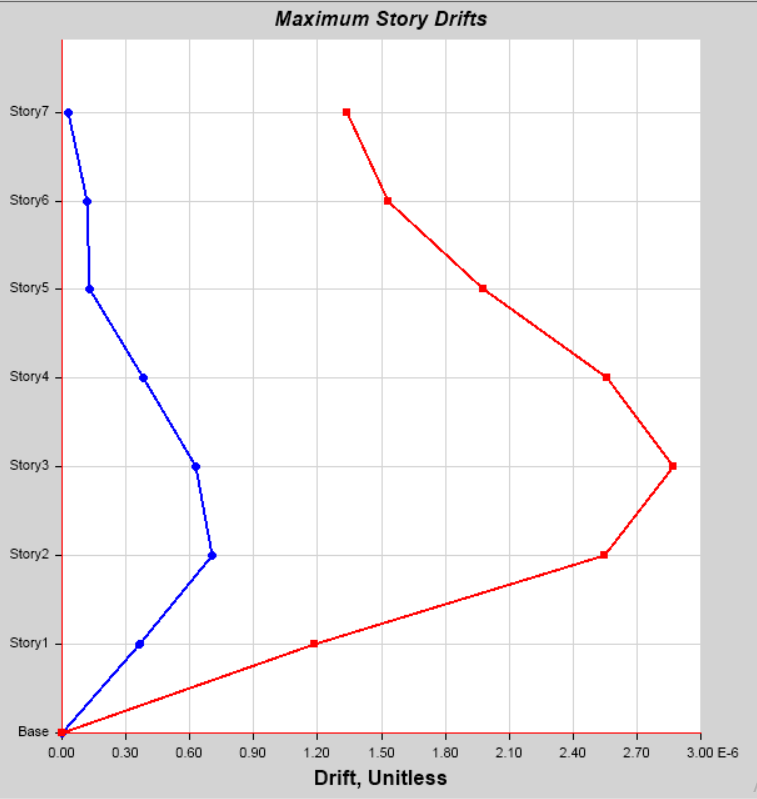 Maximum Story Drifts
Story7
Story6
Story5
Story4
Story3
Story2
Story1
Base
0.00 0.30 0.60 0.90 1.20 1.50 1.80 2.10 2.40 2.70 3.00 E-6
Drift, Unitless